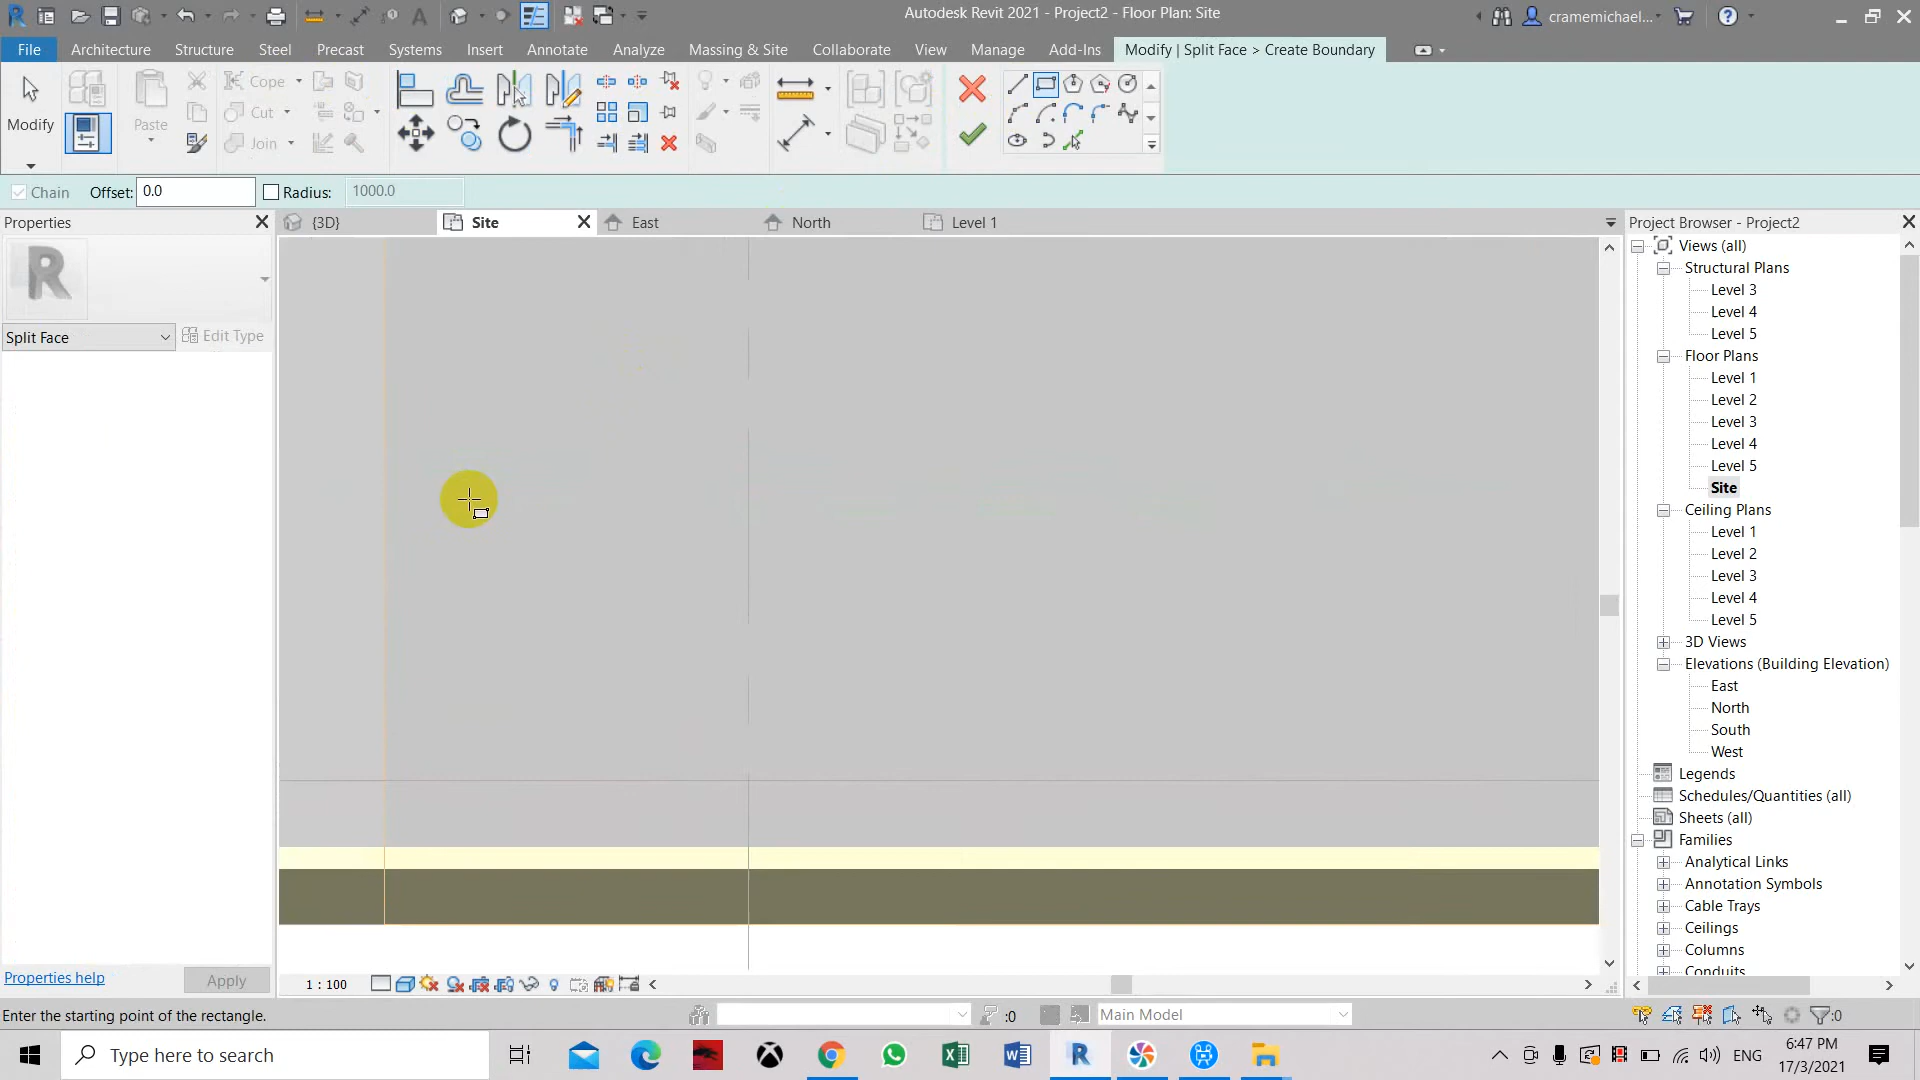 Autodesk Revit 2021 - Project2 - Floor Plan: Site
cramemichael...
File Architecture Structure Steel Precast Systems Insert Annotate Analyze Massing & Site Collaborate View Manage Add-Ins Modify | Split Face > Create Boundary
Modify
Paste
Cope
Cut
Join
Chain Offset: 0.0 Radius: 1000.0
Properties
{3D} Site East North Level 1
Project Browser - Project2
R
Split Face
Edit Type
Views (all)
Structural Plans
Level 3
Level 4
Level 5
Floor Plans
Level 1
Level 2
Level 3
Level 4
Level 5
Site
Ceiling Plans
Level 1
Level 2
Level 3
Level 4
Level 5
3D Views
Elevations (Building Elevation)
East
North
South
West
Legends
Schedules/Quantities (all)
Sheets (all)
Families
Analytical Links
Annotation Symbols
Cable Trays
Ceilings
Columns
Conduits
Properties help
Apply
1 : 100
Enter the starting point of the rectangle.
:0
Main Model
:0
Type here to search
ENG
6:47 PM
17/3/2021